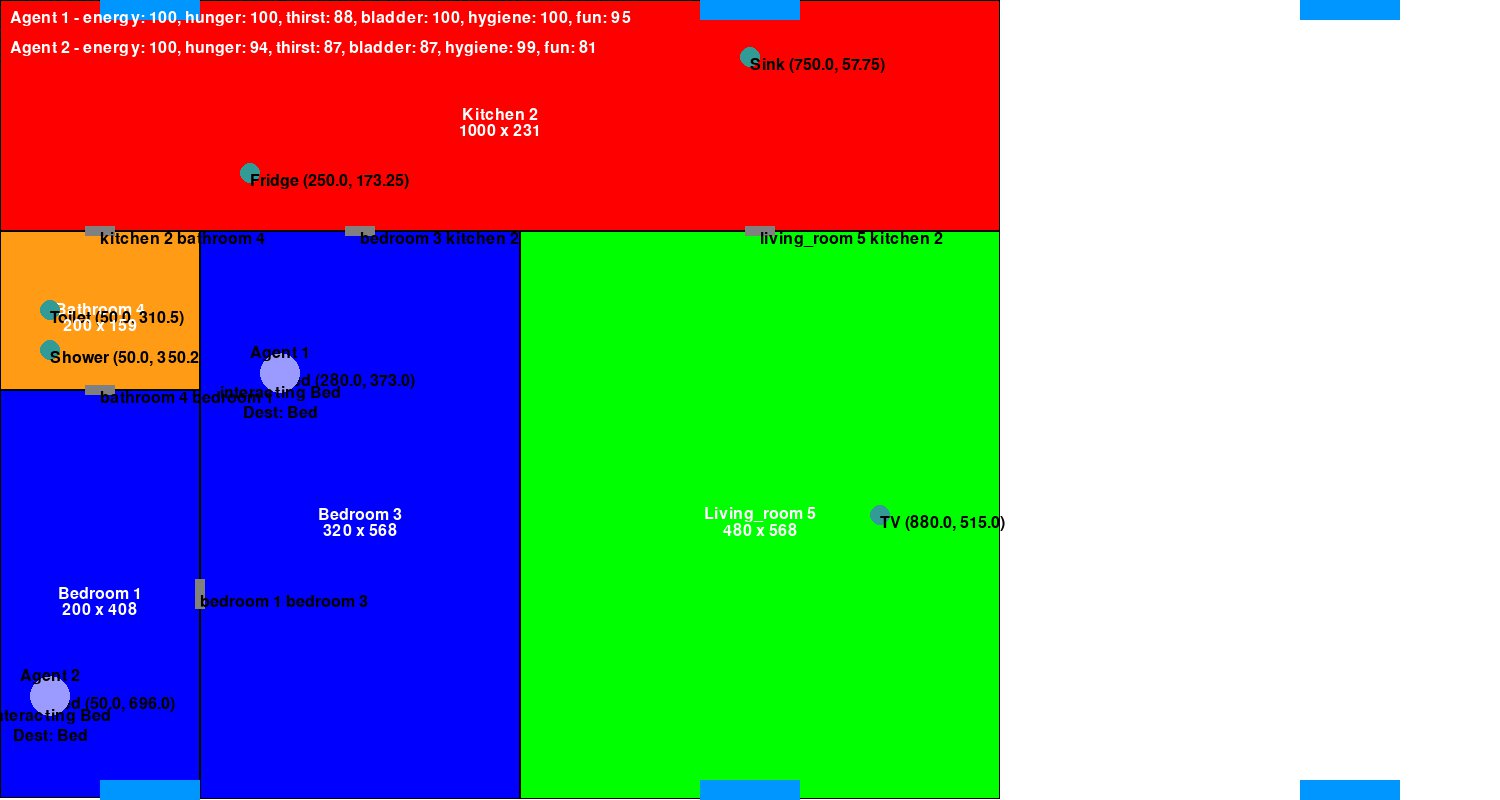 Agent 1 - energy: 100, hunger: 100, thirst: 88, bladder: 100, hygiene: 100, fun: 95
Agent 2 - energy: 100, hunger: 94, thirst: 87, bladder: 87, hygiene: 99, fun: 81
Sink (750.0, 57.75)
Kitchen 2
1000 x 231
Fridge (250.0, 173.25)
kitchen 2 bathroom 4
bedroom 3 kitchen 2
living_room 5 kitchen 2
Bathroom 4
Toilet (50.0, 310.5)
200 x 159
Shower (50.0, 350.2
Agent 1
(280.0, 373.0)
interacting Bed
bathroom 4 bedroom 1
Dest: Bed
Bedroom 3
320 x 568
Living_room 5
480 x 568
TV (880.0, 515.0)
Bedroom 1
200 x 408
bedroom 1 bedroom 3
Agent 2
(50.0, 696.0)
nteracting Bed
Dest: Bed